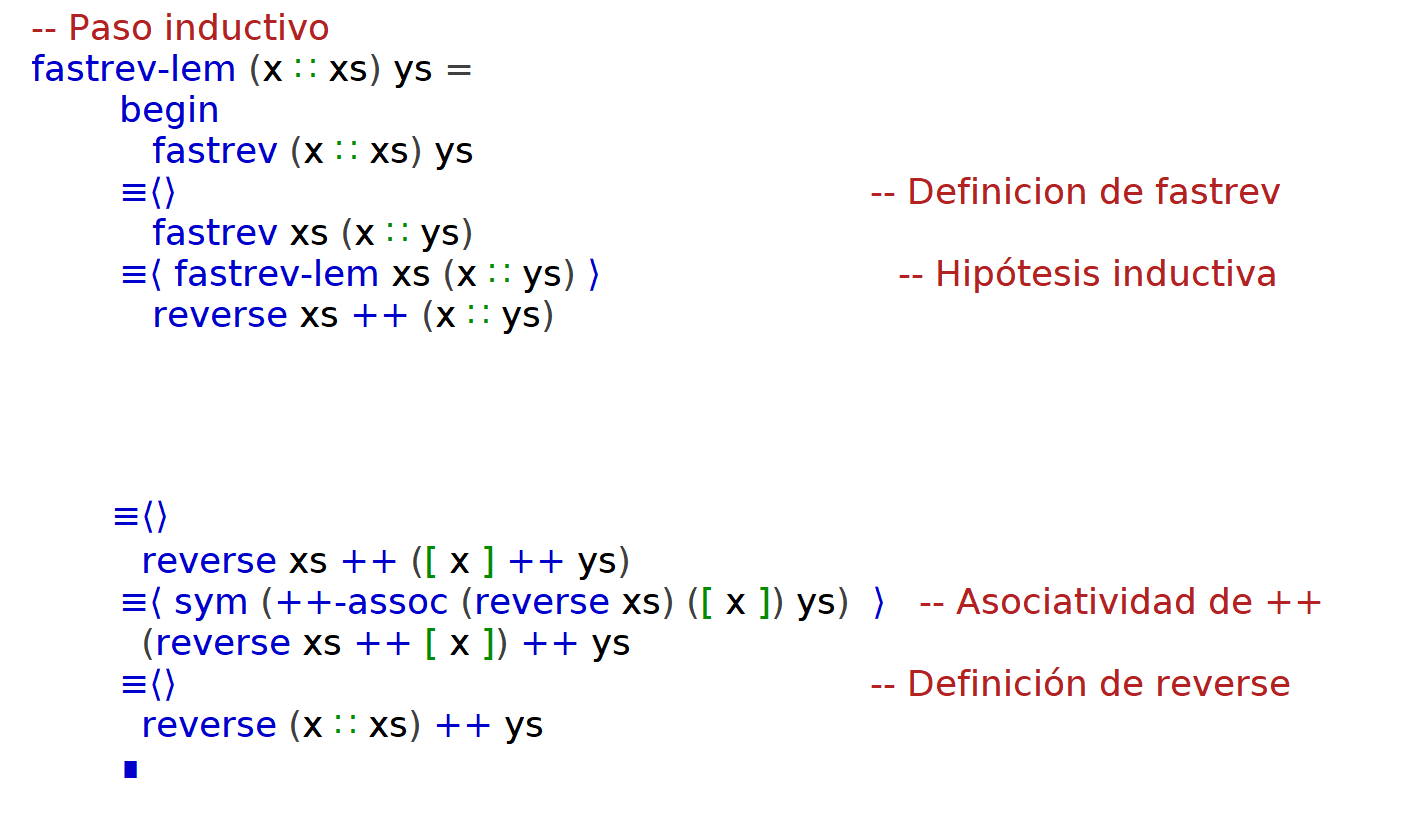 -- Paso inductivo
fastrev-lem (x ∷ xs) ys =
begin
fastrev (x ∷ xs) ys
≡⟨⟩ -- Definicion de fastrev
fastrev xs (x ∷ ys)
≡⟨ fastrev-lem xs (x ∷ ys) ⟩ -- Hipótesis inductiva
reverse xs ++ (x ∷ ys)
≡⟨⟩
reverse xs ++ ([ x ] ++ ys)
≡⟨ sym (++-assoc (reverse xs) ([ x ]) ys) ⟩ -- Asociatividad de ++
(reverse xs ++ [ x ]) ++ ys
≡⟨⟩ -- Definición de reverse
reverse (x ∷ xs) ++ ys
∎